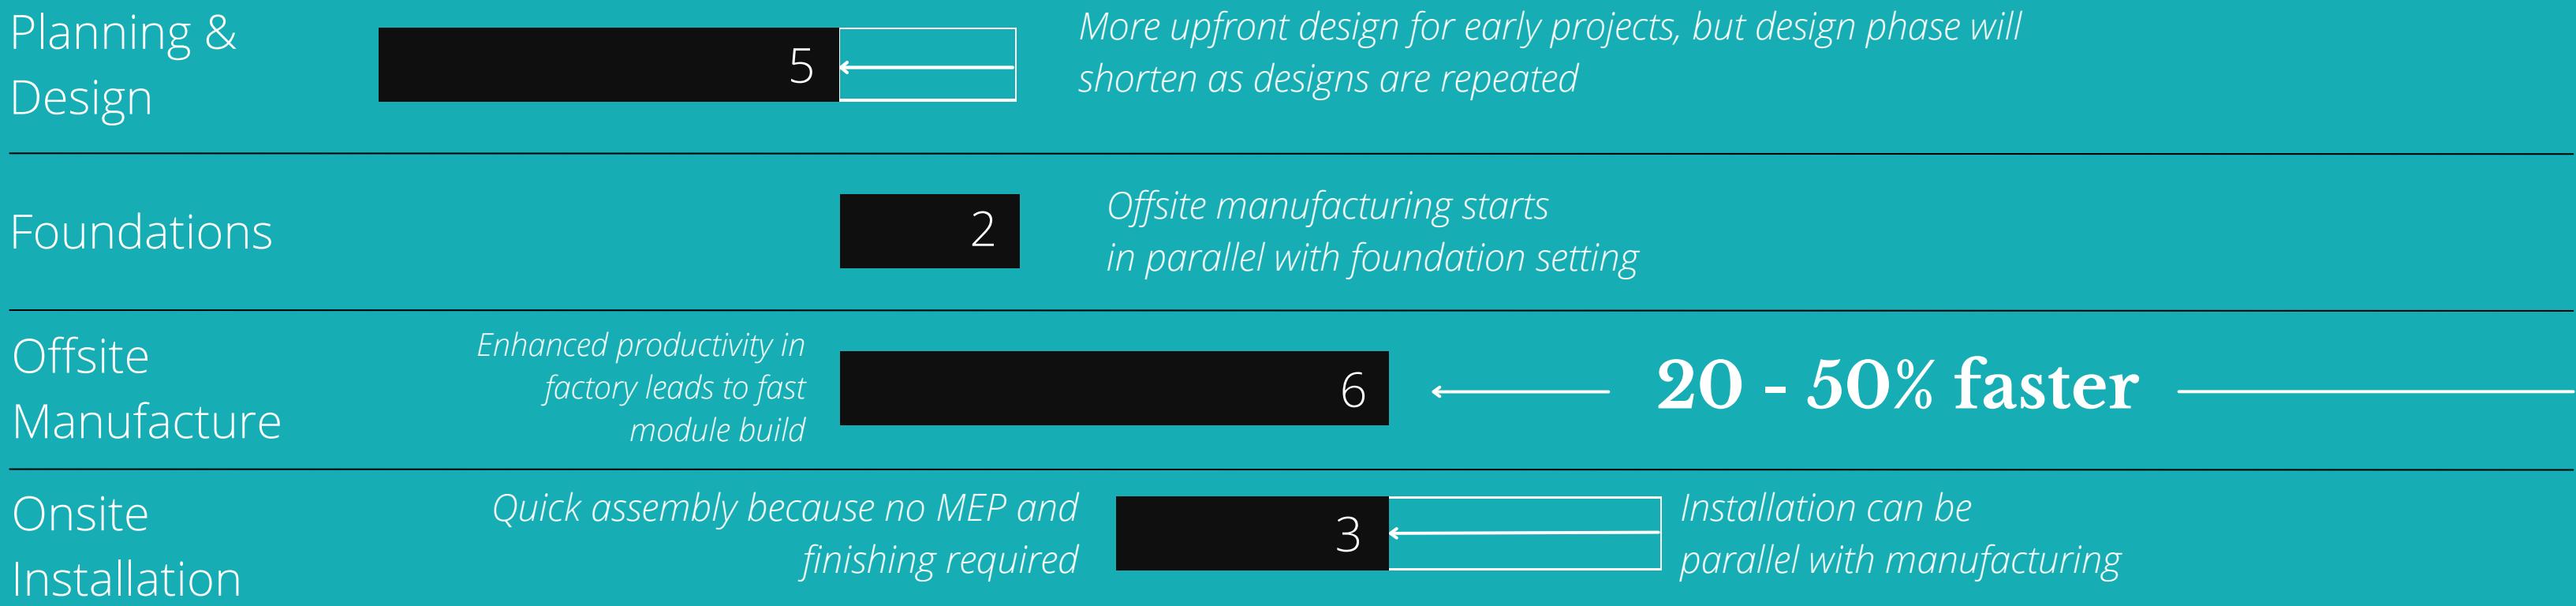 Planning &
Design
5
More upfront design for early projects, but design phase will
shorten as designs are repeated
Foundations
2
Offsite manufacturing starts
in parallel with foundation setting
Offsite
Manufacture
Enhanced productivity in
factory leads to fast
module build
6
20 - 50% faster
Onsite
Installation
Quick assembly because no MEP and
finishing required
3
Installation can be
parallel with manufacturing